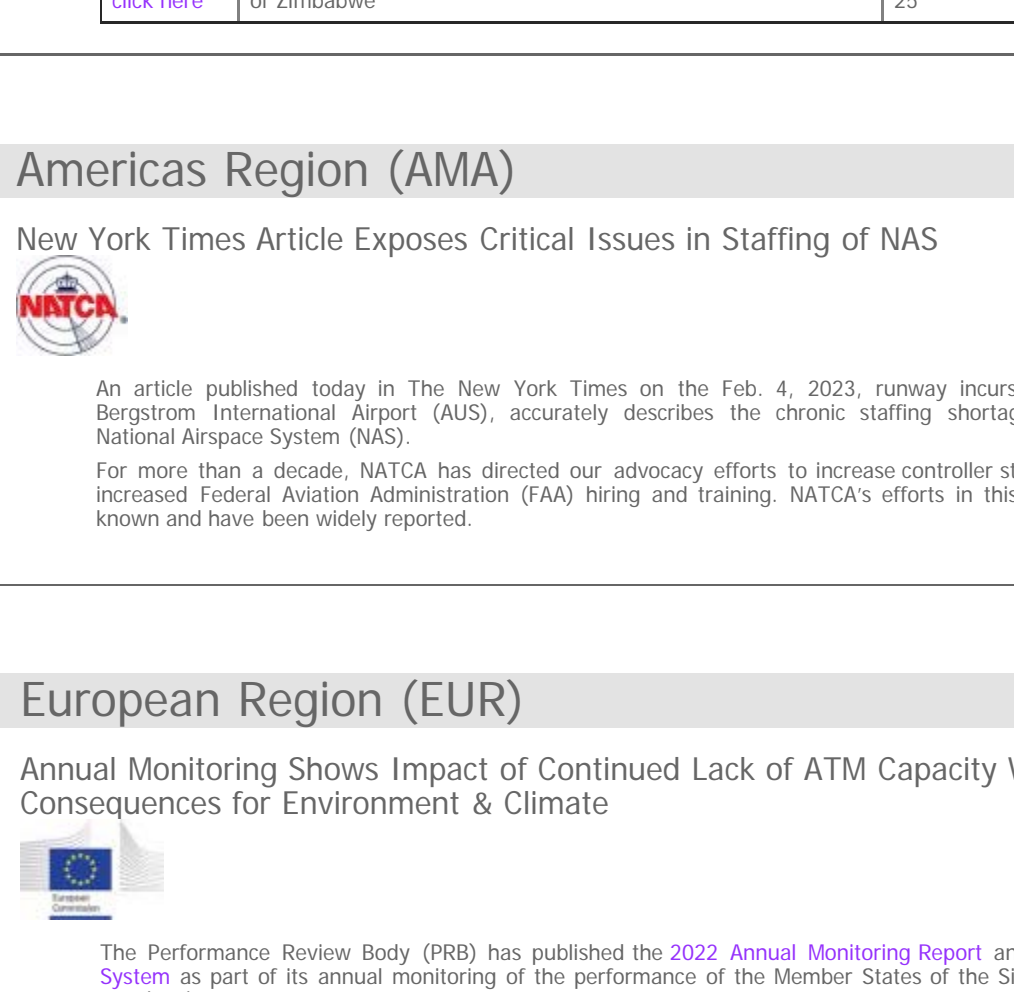 click here
of Zimbabwe
25
Americas Region (AMA)
New York Times Article Exposes Critical Issues in Staffing of NAS
NATCA
An article published today in The New York Times on the Feb. 4, 2023, runway incurs
Bergstrom International Airport (AUS), accurately describes the chronic staffing shortag
National Airspace System (NAS).
For more than a decade, NATCA has directed our advocacy efforts to increase controller st
increased Federal Aviation Administration (FAA) hiring and training. NATCA's efforts in this
known and have been widely reported.
European Region (EUR)
Annual Monitoring Shows Impact of Continued Lack of ATM Capacity W
Consequences for Environment & Climate
European
Commission
The Performance Review Body (PRB) has published the 2022 Annual Monitoring Report an
System as part of its annual monitoring of the performance of the Member States of the Si